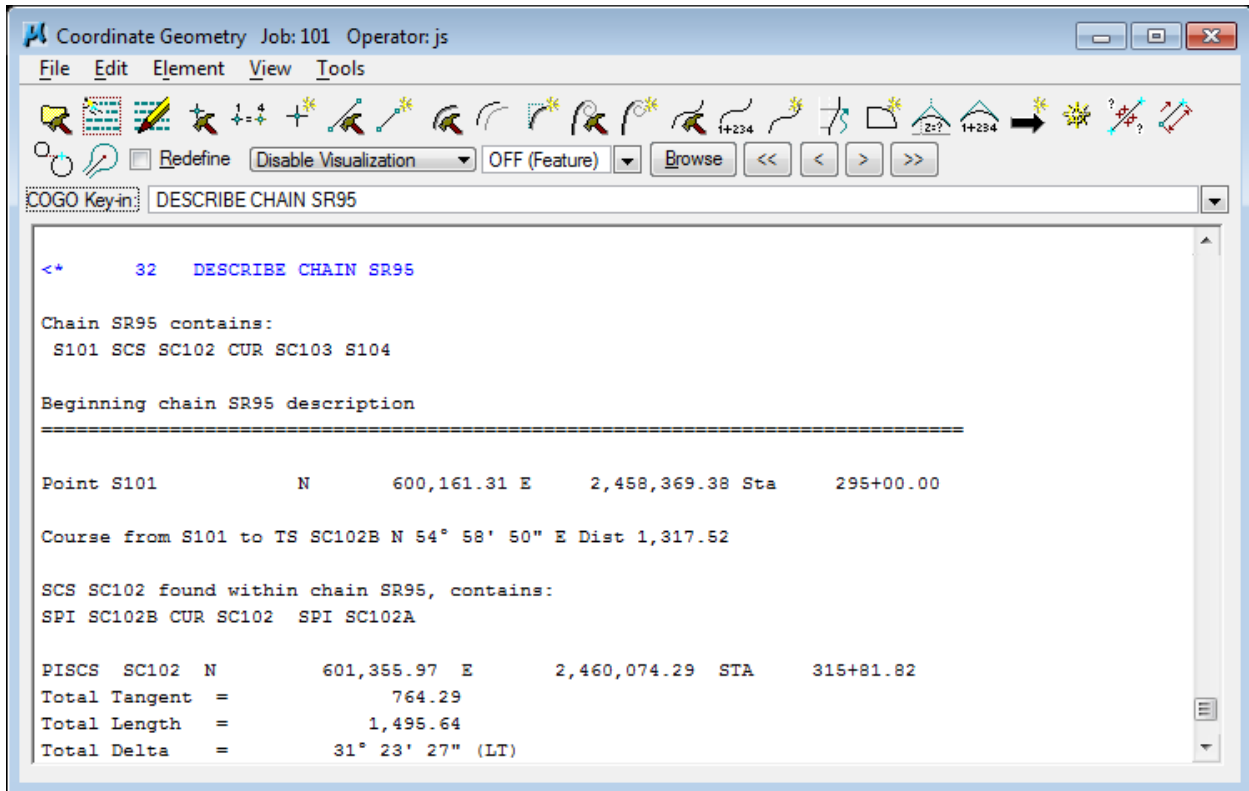 Coordinate Geometry Job: 101 Operator: js
File Edit Element View Tools
Redefine Disable Visualization OFF (Feature) Browse << < > >>
COGO Key-in: DESCRIBE CHAIN SR95
<* 32 DESCRIBE CHAIN SR95
Chain SR95 contains:
S101 SCS SC102 CUR SC103 S104
Beginning chain SR95 description
===============================================================================
Point S101 N 600,161.31 E 2,458,369.38 Sta 295+00.00
Course from S101 to TS SC102B N 54° 58' 50" E Dist 1,317.52
SCS SC102 found within chain SR95, contains:
SPI SC102B CUR SC102 SPI SC102A
PISCS SC102 N 601,355.97 E 2,460,074.29 STA 315+81.82
Total Tangent = 764.29
Total Length = 1,495.64
Total Delta = 31° 23' 27" (LT)